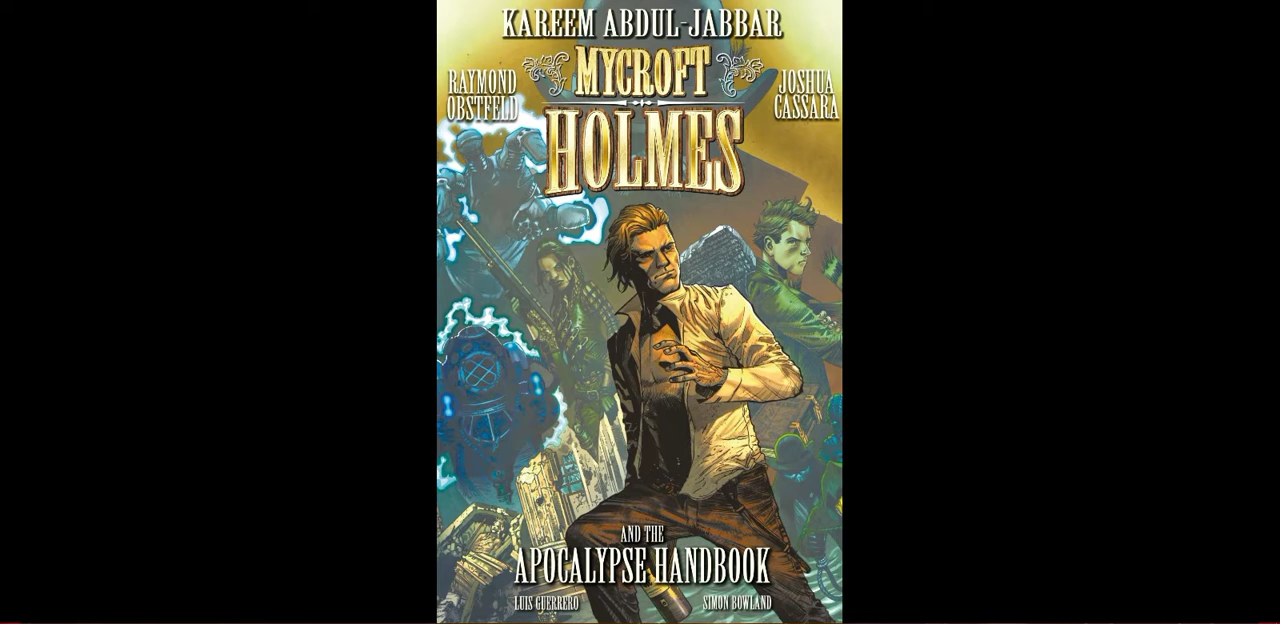 KAREEM ABDUL-JABBAR
MYCROFT
HOLMES
RAYMOND
OBSTFELD
JOSHUA
CASSARA
AND THE
APOCALYPSE HANDBOOK
LUIS GUERRERO
SIMON BOWLAND